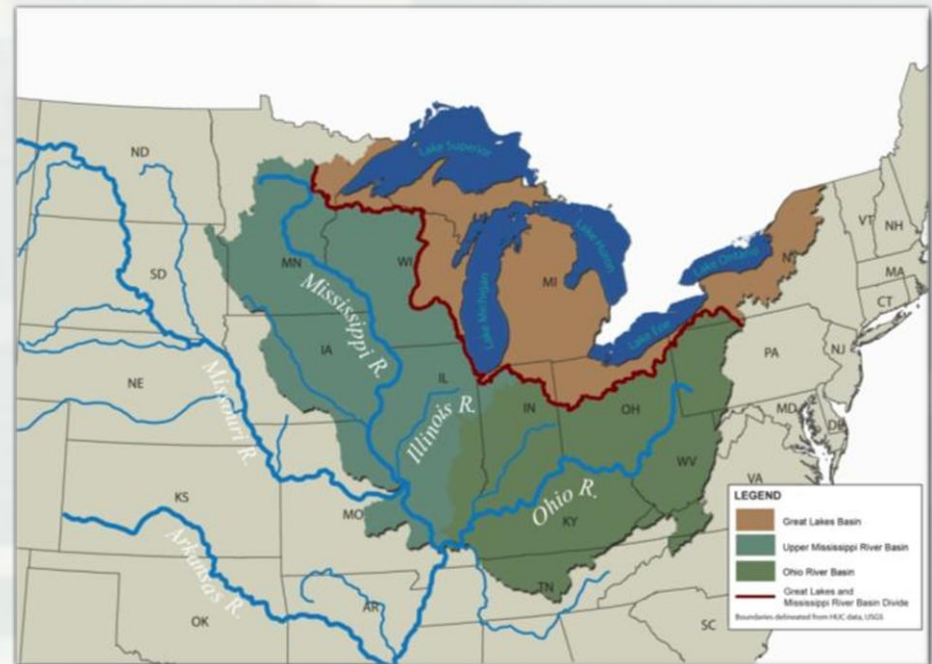 ND
Lake Superior
VT
NH
NY
MN
WI
Lake Huron
Lake Ontario
MA
SD
MI
CT
Mississippi R.
Lake Michigan
Lake Erie
IA
PA
NJ
NE
IL
Missouri R.
Illinois R.
IN
OH
MD
DE
WV
VA
KS
MO
Ohio R.
KY
Arkansas R.
TN
AR
OK
SC
LEGEND
Great Lakes Basin
Upper Mississippi River Basin
Ohio River Basin
Great Lakes and
Mississippi River Basin Divide
Boundaries delineated from HUC data, USGS